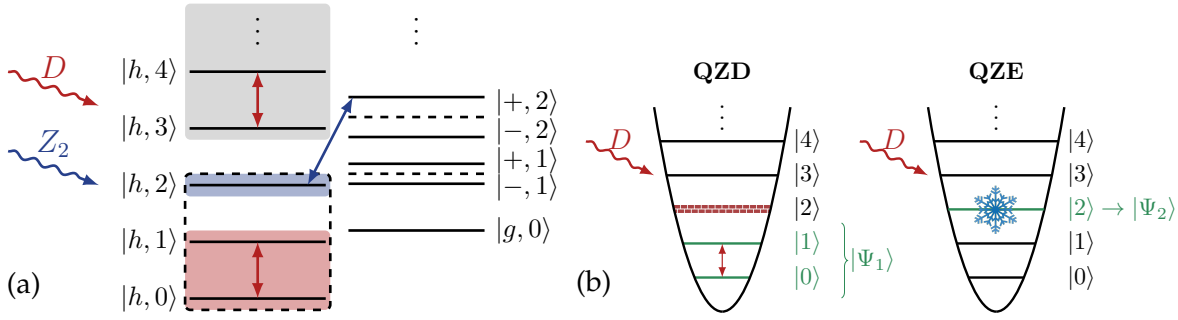 D
Z₂
|h, 4⟩
|h, 3⟩
|h, 2⟩
|h, 1⟩
|h, 0⟩
|+, 2⟩
|−, 2⟩
|+, 1⟩
|−, 1⟩
|g, 0⟩
(a)
QZD
D
|4⟩
|3⟩
|2⟩
|1⟩
|0⟩
|Ψ₁⟩
(b)
QZE
D
|4⟩
|3⟩
|2⟩ → |Ψ₂⟩
|1⟩
|0⟩